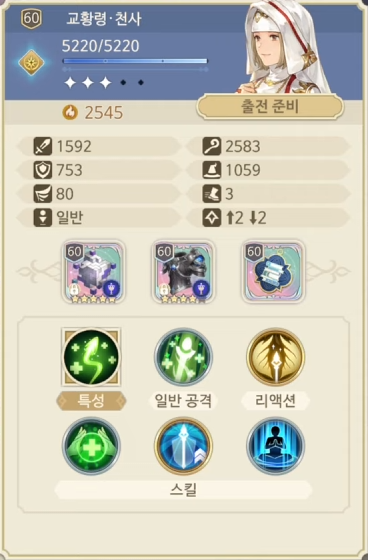 60
교황령·천사
5220/5220
2545
출전 준비
1592
2583
753
1059
80
3
일반
↑2 ↓2
60
60
60
특성
일반 공격
리액션
스킬